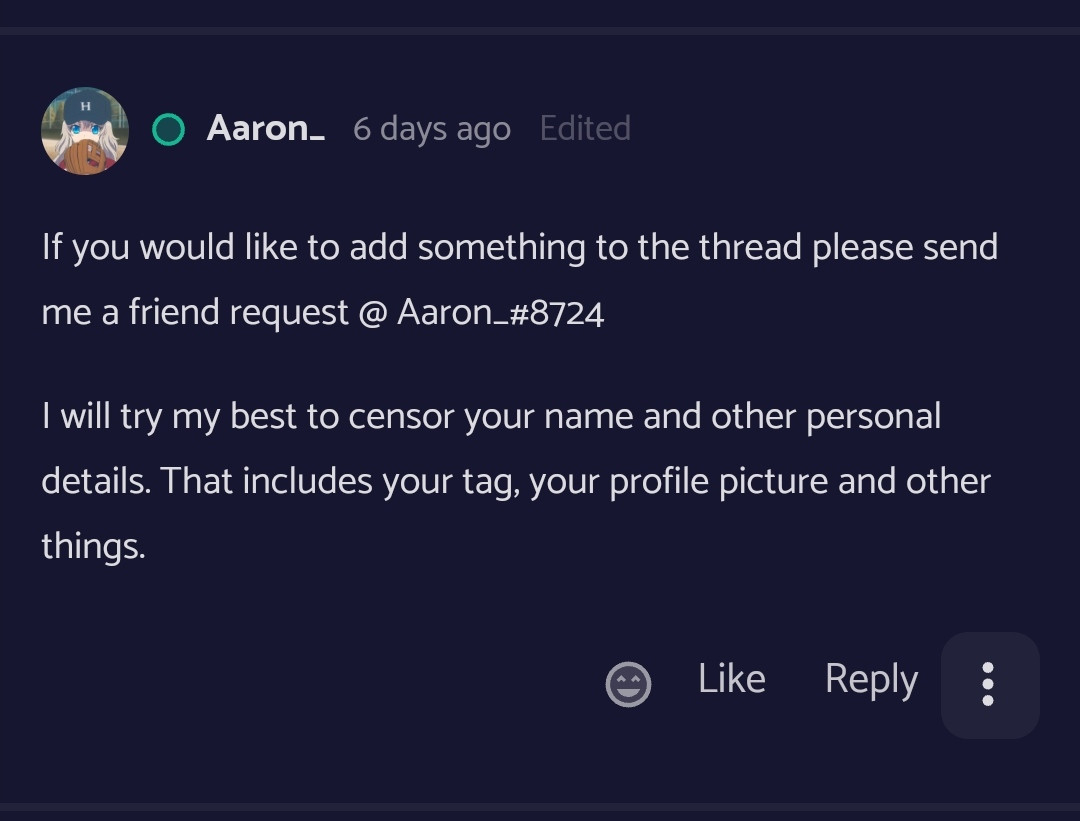 H
Aaron_ 6 days ago Edited
If you would like to add something to the thread please send
me a friend request @ Aaron_#8724
I will try my best to censor your name and other personal
details. That includes your tag, your profile picture and other
things.
Like Reply